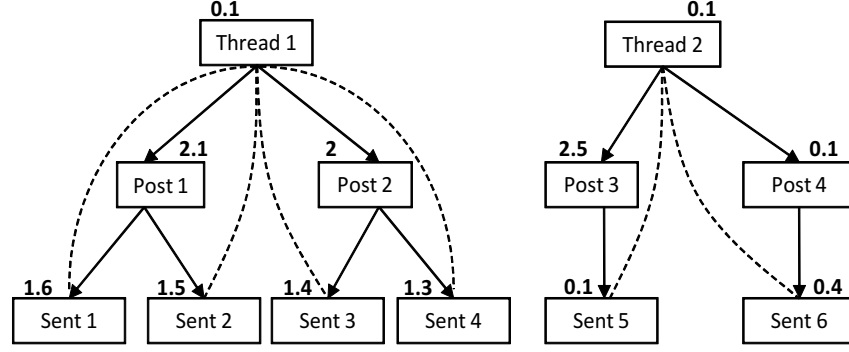 0.1 0.1
Thread 1 Thread 2
2.1 2 2.5 0.1
Post 1 Post 2 Post 3 Post 4
1.6 1.5 1.4 1.3 0.1 0.4
Sent 1 Sent 2 Sent 3 Sent 4 Sent 5 Sent 6